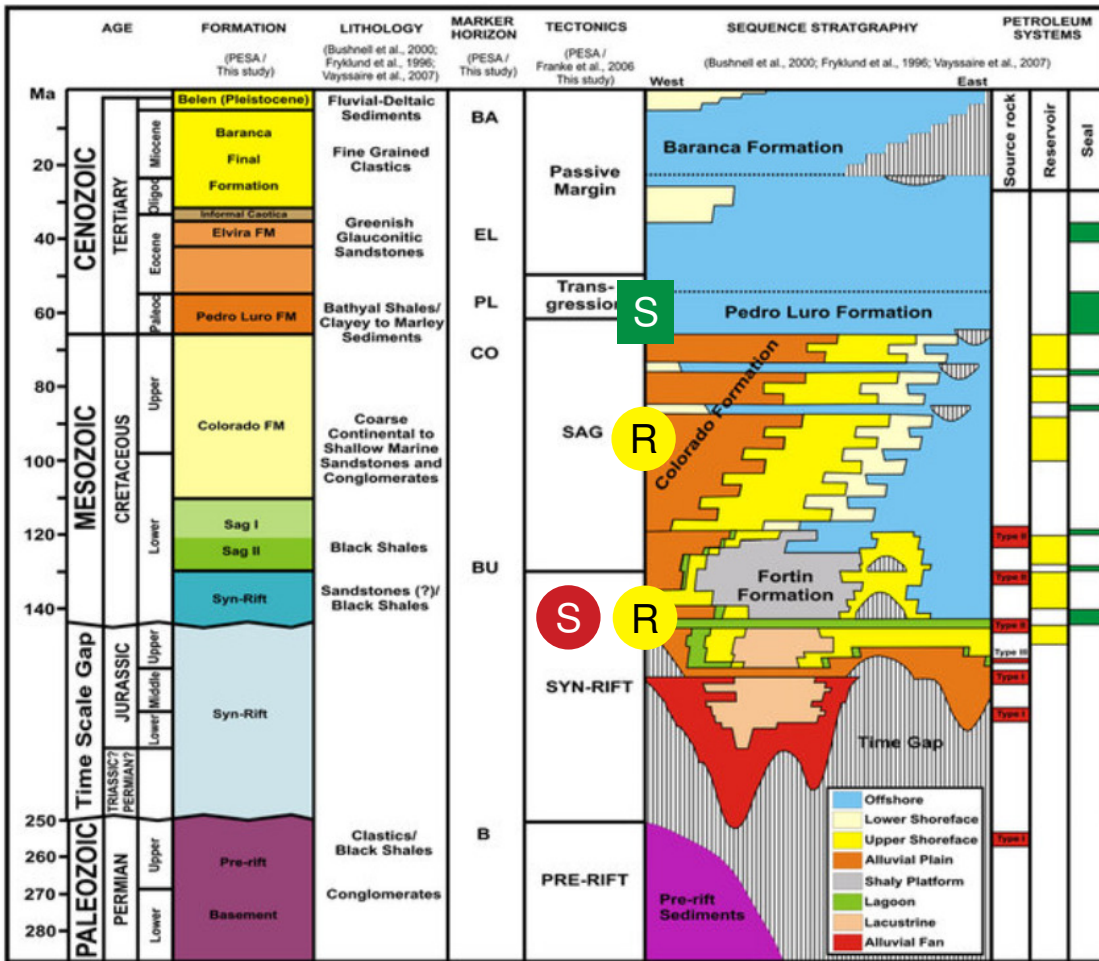 AGE
FORMATION
(PESA /
This study)
LITHOLOGY
(Bushnell et al., 2000;
Fryklund et al., 1996;
Vayssaire et al., 2007)
MARKER
HORIZON
(PESA /
This study)
TECTONICS
(PESA /
Franke et al., 2006
This study)
SEQUENCE STRATGRAPHY
(Bushnell et al., 2000; Fryklund et al., 1996; Vayssaire et al., 2007)
West
East
PETROLEUM
SYSTEMS
Source rock
Reservoir
Seal
Ma
20
40
60
80
100
120
140
250
260
270
280
CENOZOIC
MESOZOIC
Time Scale Gap
PALEOZOIC
TERTIARY
CRETACEOUS
JURASSIC
TRIASSIC?
PERMIAN?
PERMIAN
Miocene
Oligoc
Eocene
Paleoc
Upper
Lower
Upper
Middle
Lower
Upper
Lower
Belen (Pleistocene)
Baranca
Final
Formation
Informal Caotica
Elvira FM
Pedro Luro FM
Colorado FM
Sag I
Sag II
Syn-Rift
Syn-Rift
Pre-rift
Basement
Fluvial-Deltaic
Sediments
Fine Grained
Clastics
Greenish
Glauconitic
Sandstones
Bathyal Shales/
Clayey to Marley
Sediments
Coarse
Continental to
Shallow Marine
Sandstones and
Conglomerates
Black Shales
Sandstones (?)/
Black Shales
Clastics/
Black Shales
Conglomerates
BA
EL
PL
CO
BU
B
Passive
Margin
Trans-
gression
SAG
SYN-RIFT
PRE-RIFT
S
R
S
R
Baranca Formation
Pedro Luro Formation
Colorado Formation
Fortin
Formation
Time Gap
Pre-rift
Sediments
Offshore
Lower Shoreface
Upper Shoreface
Alluvial Plain
Shaly Platform
Lagoon
Lacustrine
Alluvial Fan
Type II
Type II
Type II
Type III
Type I
Type I
Type I